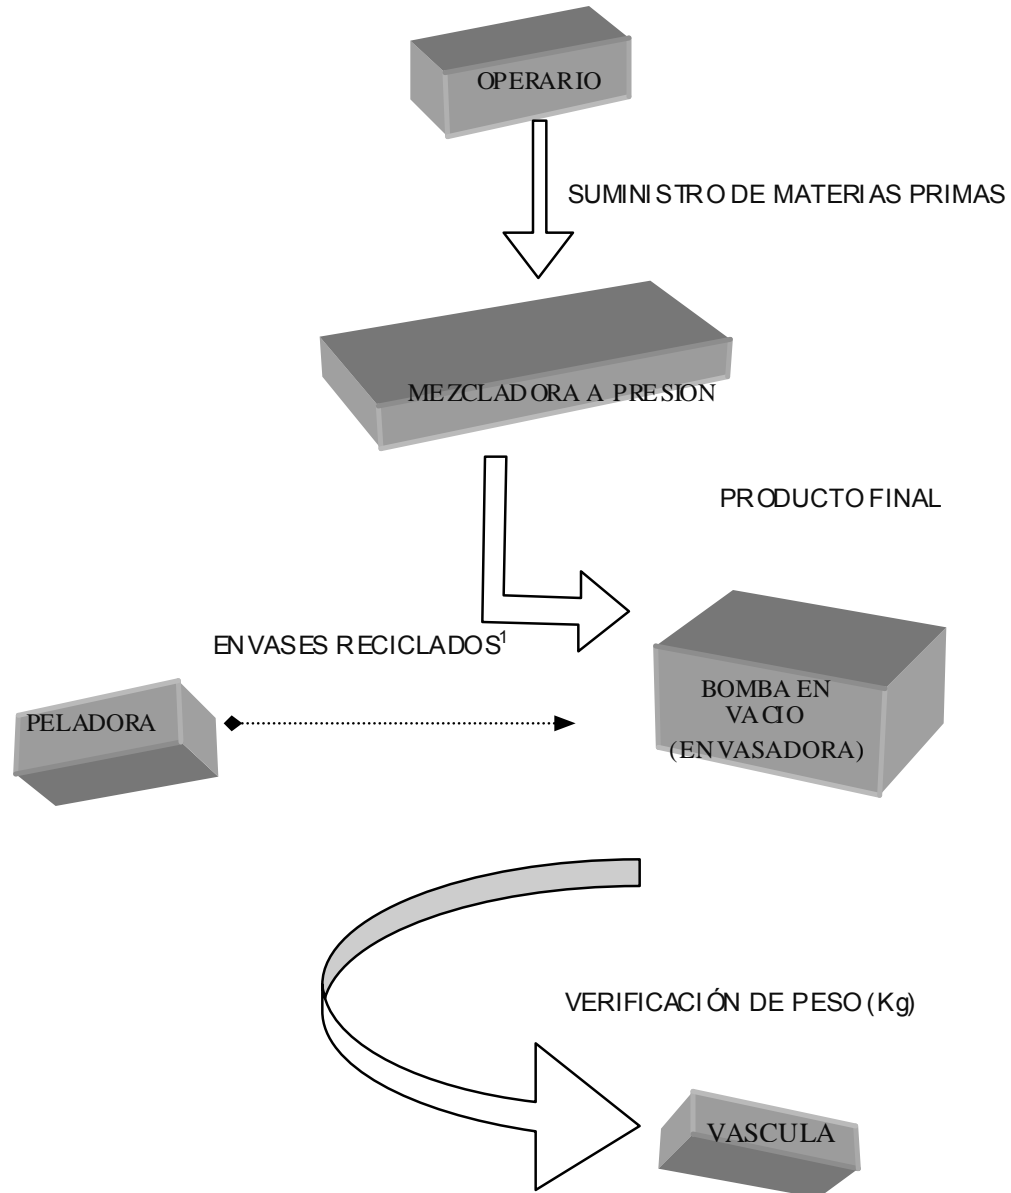 OPERARIO
SUMINISTRO DE MATERIAS PRIMAS
MEZCLADORA A PRESION
PRODUCTO FINAL
ENVASES RECICLADOS¹
PELADORA
BOMBA EN
VACIO
(ENVASADORA)
VERIFICACIÓN DE PESO (Kg)
VASCULA